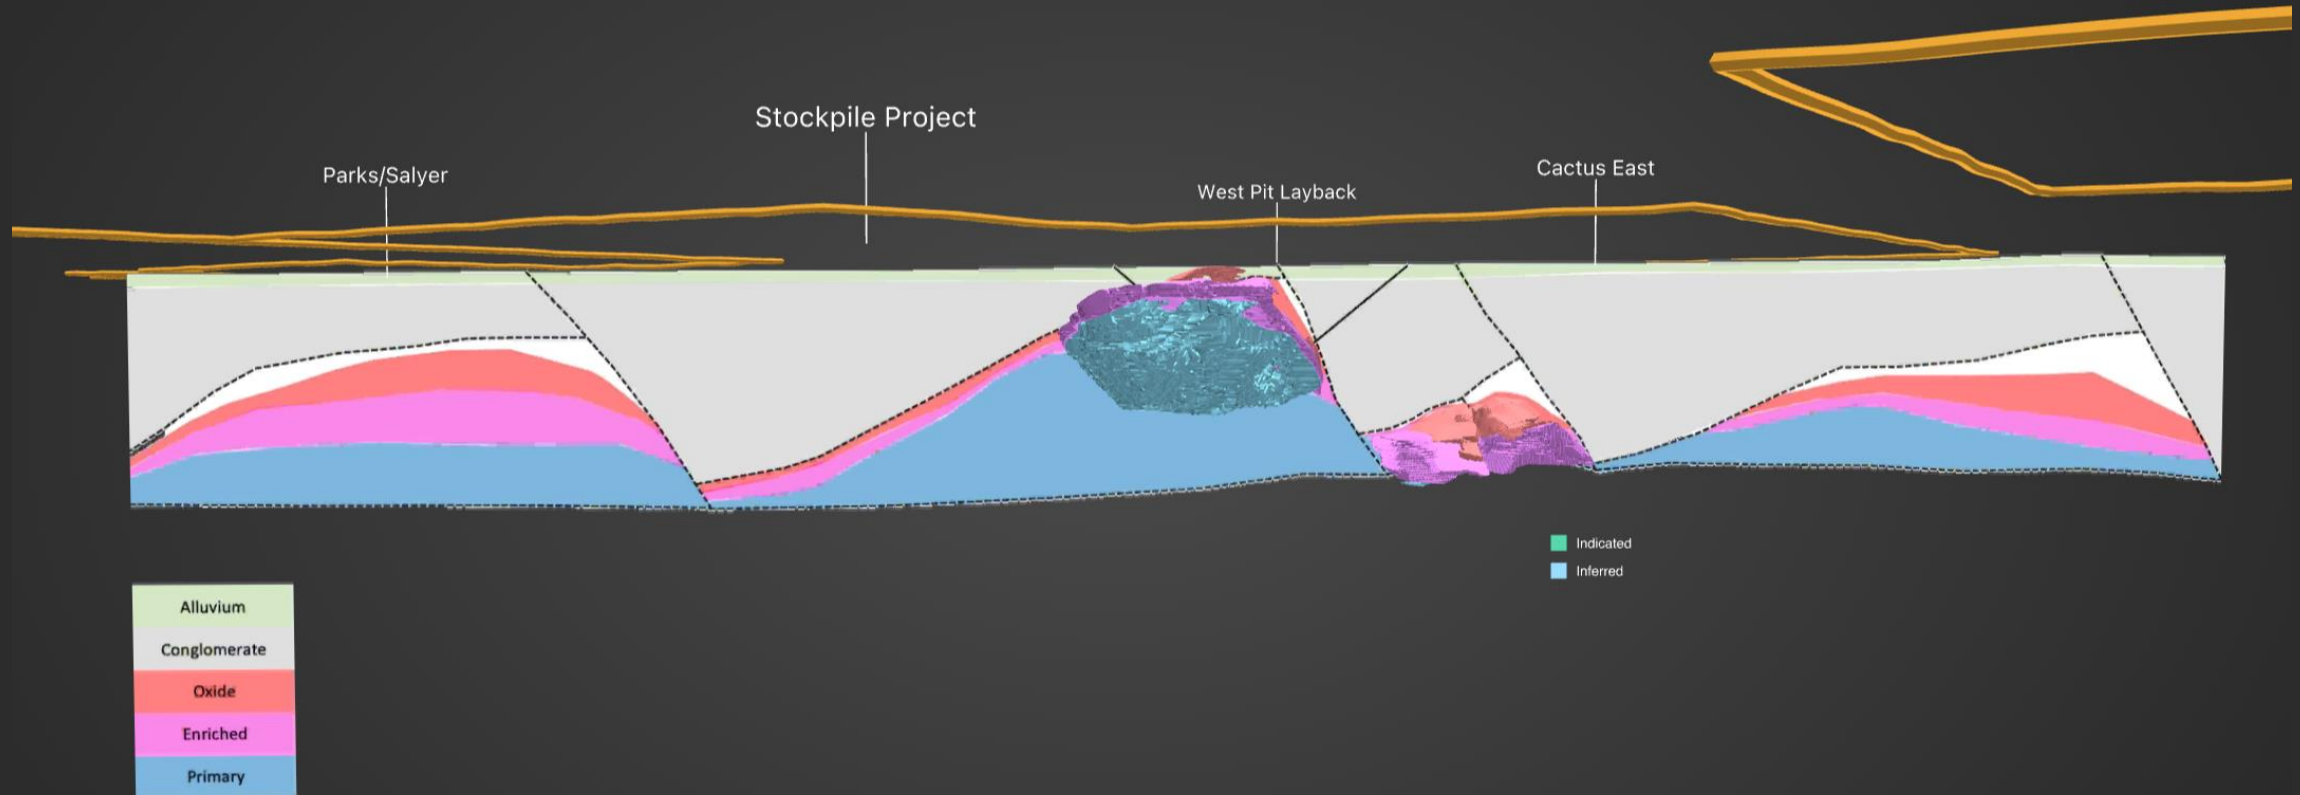 Stockpile Project
Parks/Salyer
Cactus East
West Pit Layback
Indicated
Inferred
Alluvium
Conglomerate
Oxide
Enriched
Primary